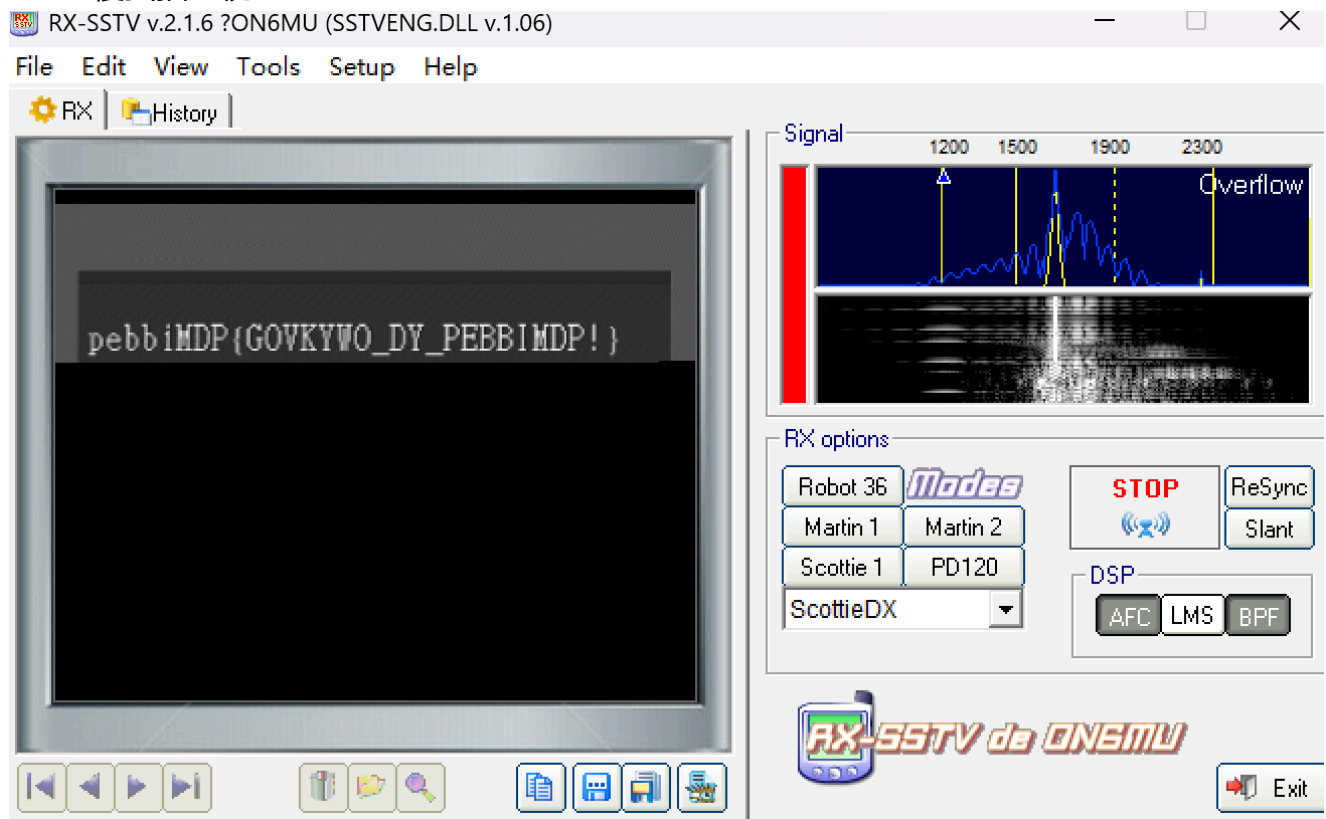 RX-SSTV v.2.1.6 ?ON6MU (SSTVENG.DLL v.1.06)
File Edit View Tools Setup Help
RX History
pebbiMDP{GOVKYWO_DY_PEBBIMDP!}
Signal
1200 1500 1900 2300
Overflow
RX options
Robot 36 Modes
Martin 1 Martin 2
Scottie 1 PD120
ScottieDX
STOP ReSync
Slant
DSP
AFC LMS BPF
RX-SSTV de ON6MU
Exit